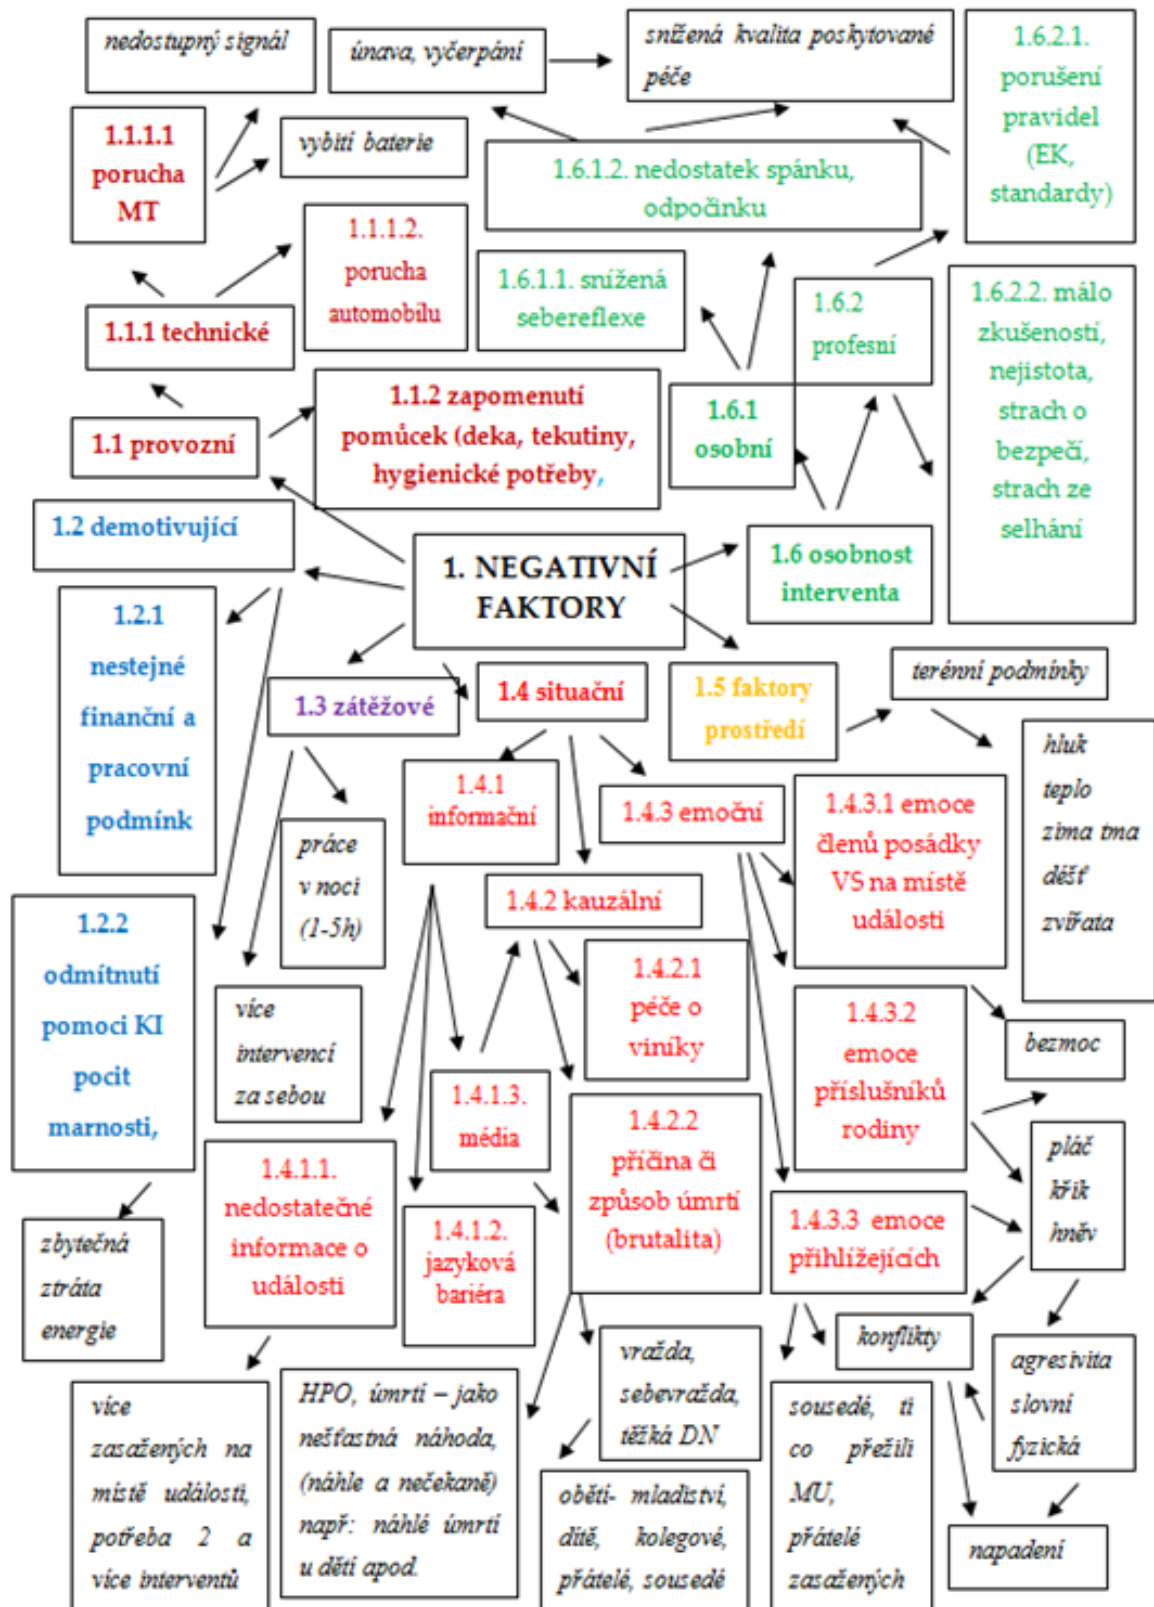 nedostupný signál
únava, vyčerpání
snížená kvalita poskytované
péče
1.6.2.1.
porušení
pravidel
(EK,
standardy)
1.1.1.1
porucha
MT
vybití baterie
1.6.1.2. nedostatek spánku,
odpočinku
1.1.1.2.
porucha
automobilu
1.6.1.1. snížená
sebereflexe
1.6.2
profesní
1.6.2.2. málo
zkušeností,
nejistota,
strach o
bezpečí,
strach ze
selhání
1.1.1 technické
1.1.2 zapomenutí
pomůcek (deka, tekutiny,
hygienické potřeby,
1.6.1
osobní
1.1 provozní
1.2 demotivující
1. NEGATIVNÍ
FAKTORY
1.6 osobnost
interventa
1.2.1
nestejné
finanční a
pracovní
podmínk
1.3 zátěžové
1.4 situační
1.5 faktory
prostředí
terénní podmínky
hluk
teplo
zima tma
déšť
zvířata
1.4.1
informační
1.4.3 emoční
1.4.3.1 emoce
členů posádky
VS na místě
události
práce
v noci
(1-5h)
1.4.2 kauzální
1.2.2
odmítnutí
pomoci KI
pocit
marnosti,
více
intervencí
za sebou
1.4.2.1
péče o
viníky
1.4.3.2
emoce
příslušníků
rodiny
bezmoc
1.4.1.3.
média
1.4.2.2
příčina či
způsob úmrtí
(brutalita)
pláč
křik
hněv
1.4.1.1.
nedostatečné
informace o
události
1.4.1.2.
jazyková
bariéra
1.4.3.3 emoce
přihlížejících
zbytečná
ztráta
energie
konflikty
agresivita
slovní
fyzická
vražda,
sebevražda,
těžká DN
více
zasažených na
místě události,
potřeba 2 a
více interventů
HPO, úmrtí – jako
nešťastná náhoda,
(náhle a nečekaně)
např: náhlé úmrtí
u dětí apod.
obětí- mladiství,
dítě, kolegové,
přátelé, sousedé
sousedé, ti
co přežili
MU,
přátelé
zasažených
napadení